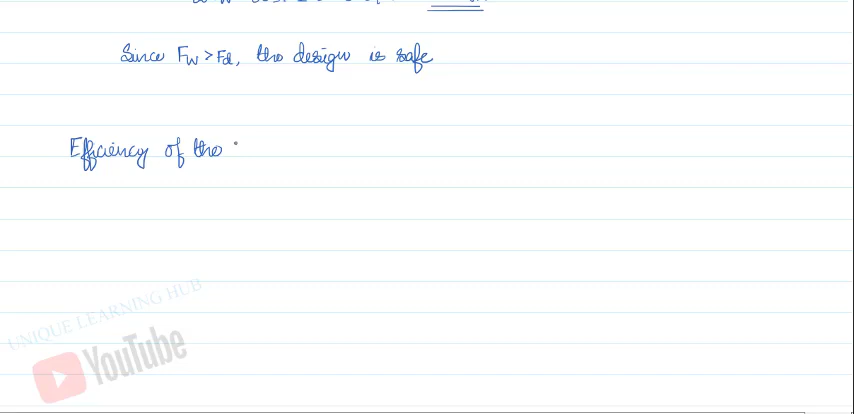 Since Fw > Fd, the design is safe
Efficiency of the
UNIQUE LEARNING HUB
YouTube